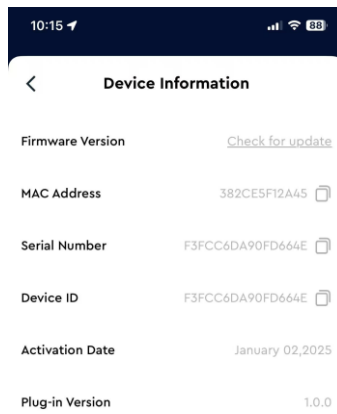 10:15
88
Device Information
Firmware Version Check for update
MAC Address 382CE5F12A45
Serial Number F3FCC6DA90FD664E
Device ID F3FCC6DA90FD664E
Activation Date January 02,2025
Plug-in Version 1.0.0